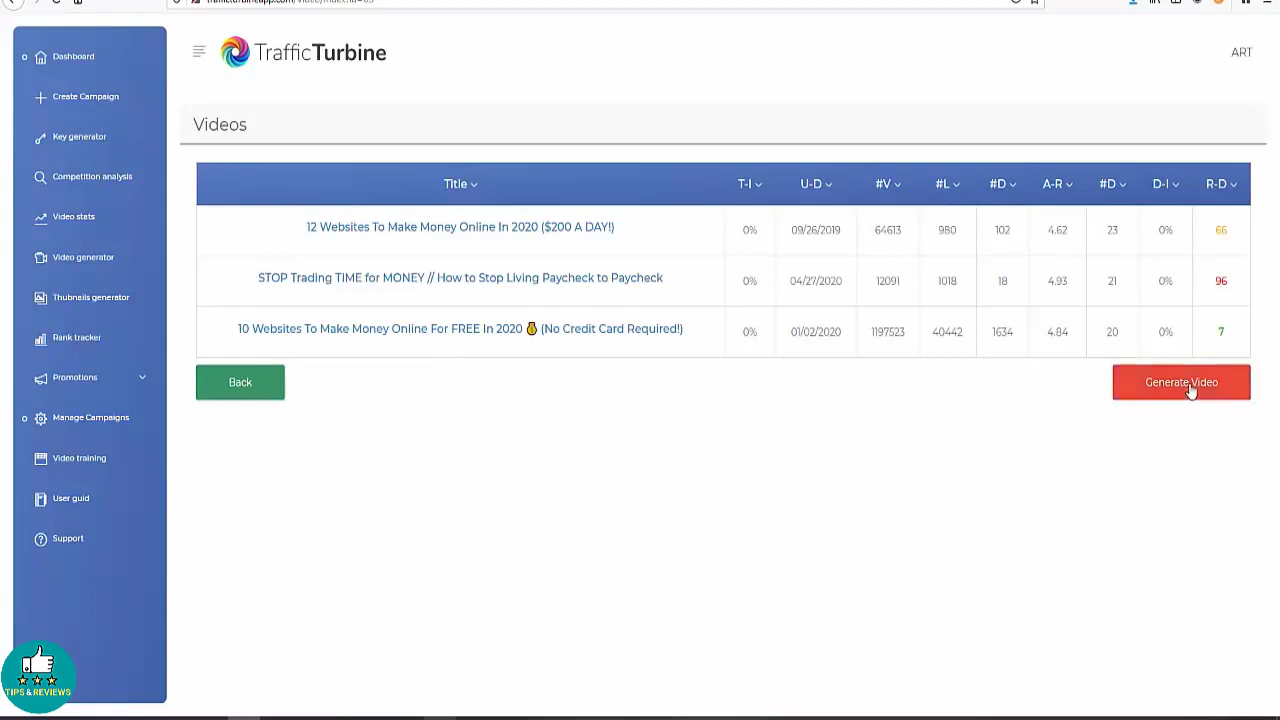 TrafficTurbine
ART
Dashboard
Create Campaign
Key generator
Competition analysis
Video stats
Video generator
Thubnails generator
Rank tracker
Promotions
Manage Campaigns
Video training
User guid
Support
TIPS & REVIEWS
Videos
Title T-I U-D #V #L #D A-R #D D-I R-D
12 Websites To Make Money Online In 2020 ($200 A DAY!) 0% 09/26/2019 64613 980 102 4.62 23 0% 66
STOP Trading TIME for MONEY // How to Stop Living Paycheck to Paycheck 0% 04/27/2020 12091 1018 18 4.93 21 0% 96
10 Websites To Make Money Online For FREE In 2020 💰 (No Credit Card Required!) 0% 01/02/2020 1197523 40442 1634 4.84 20 0% 7
Back
Generate Video